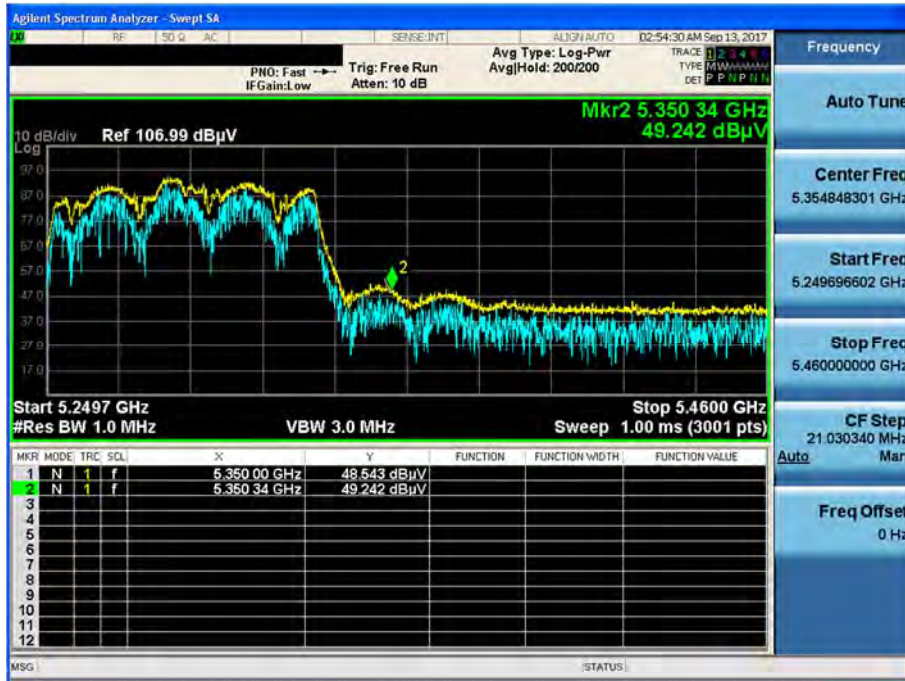 Agilent Spectrum Analyzer - Swept SA
RF 50 Ω AC SENSE:INT ALIGN AUTO 02:54:30 AM Sep 13, 2017
PNO: Fast Trig: Free Run Avg Type: Log-Pwr TRACE 1 2 3 4 5 6
IFGain:Low Atten: 10 dB Avg|Hold: 200/200 TYPE
DET P P N P N N
Mkr2 5.350 34 GHz
49.242 dBµV
10 dB/div Ref 106.99 dBµV
Log
97.0
87.0
77.0
67.0
57.0
47.0
37.0
27.0
17.0
2
Start 5.2497 GHz Stop 5.4600 GHz
#Res BW 1.0 MHz VBW 3.0 MHz Sweep 1.00 ms (3001 pts)
MKR MODE TRC SCL X Y FUNCTION FUNCTION WIDTH FUNCTION VALUE
1 N 1 f 5.350 00 GHz 48.543 dBµV
2 N 1 f 5.350 34 GHz 49.242 dBµV
3
4
5
6
7
8
9
10
11
12
MSG STATUS
Frequency
Auto Tune
Center Freq
5.354848301 GHz
Start Freq
5.249696602 GHz
Stop Freq
5.460000000 GHz
CF Step
21.030340 MHz
Auto Man
Freq Offset
0 Hz